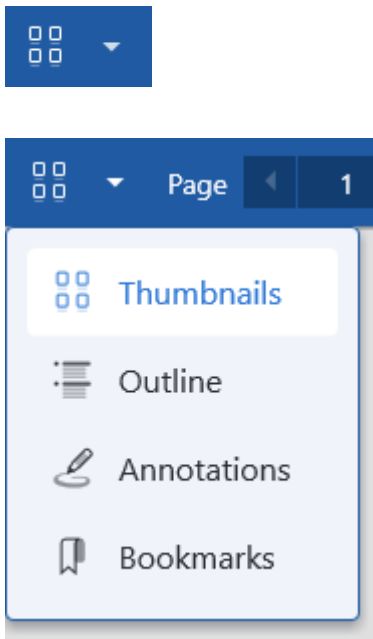 Page 1
Thumbnails
Outline
Annotations
Bookmarks